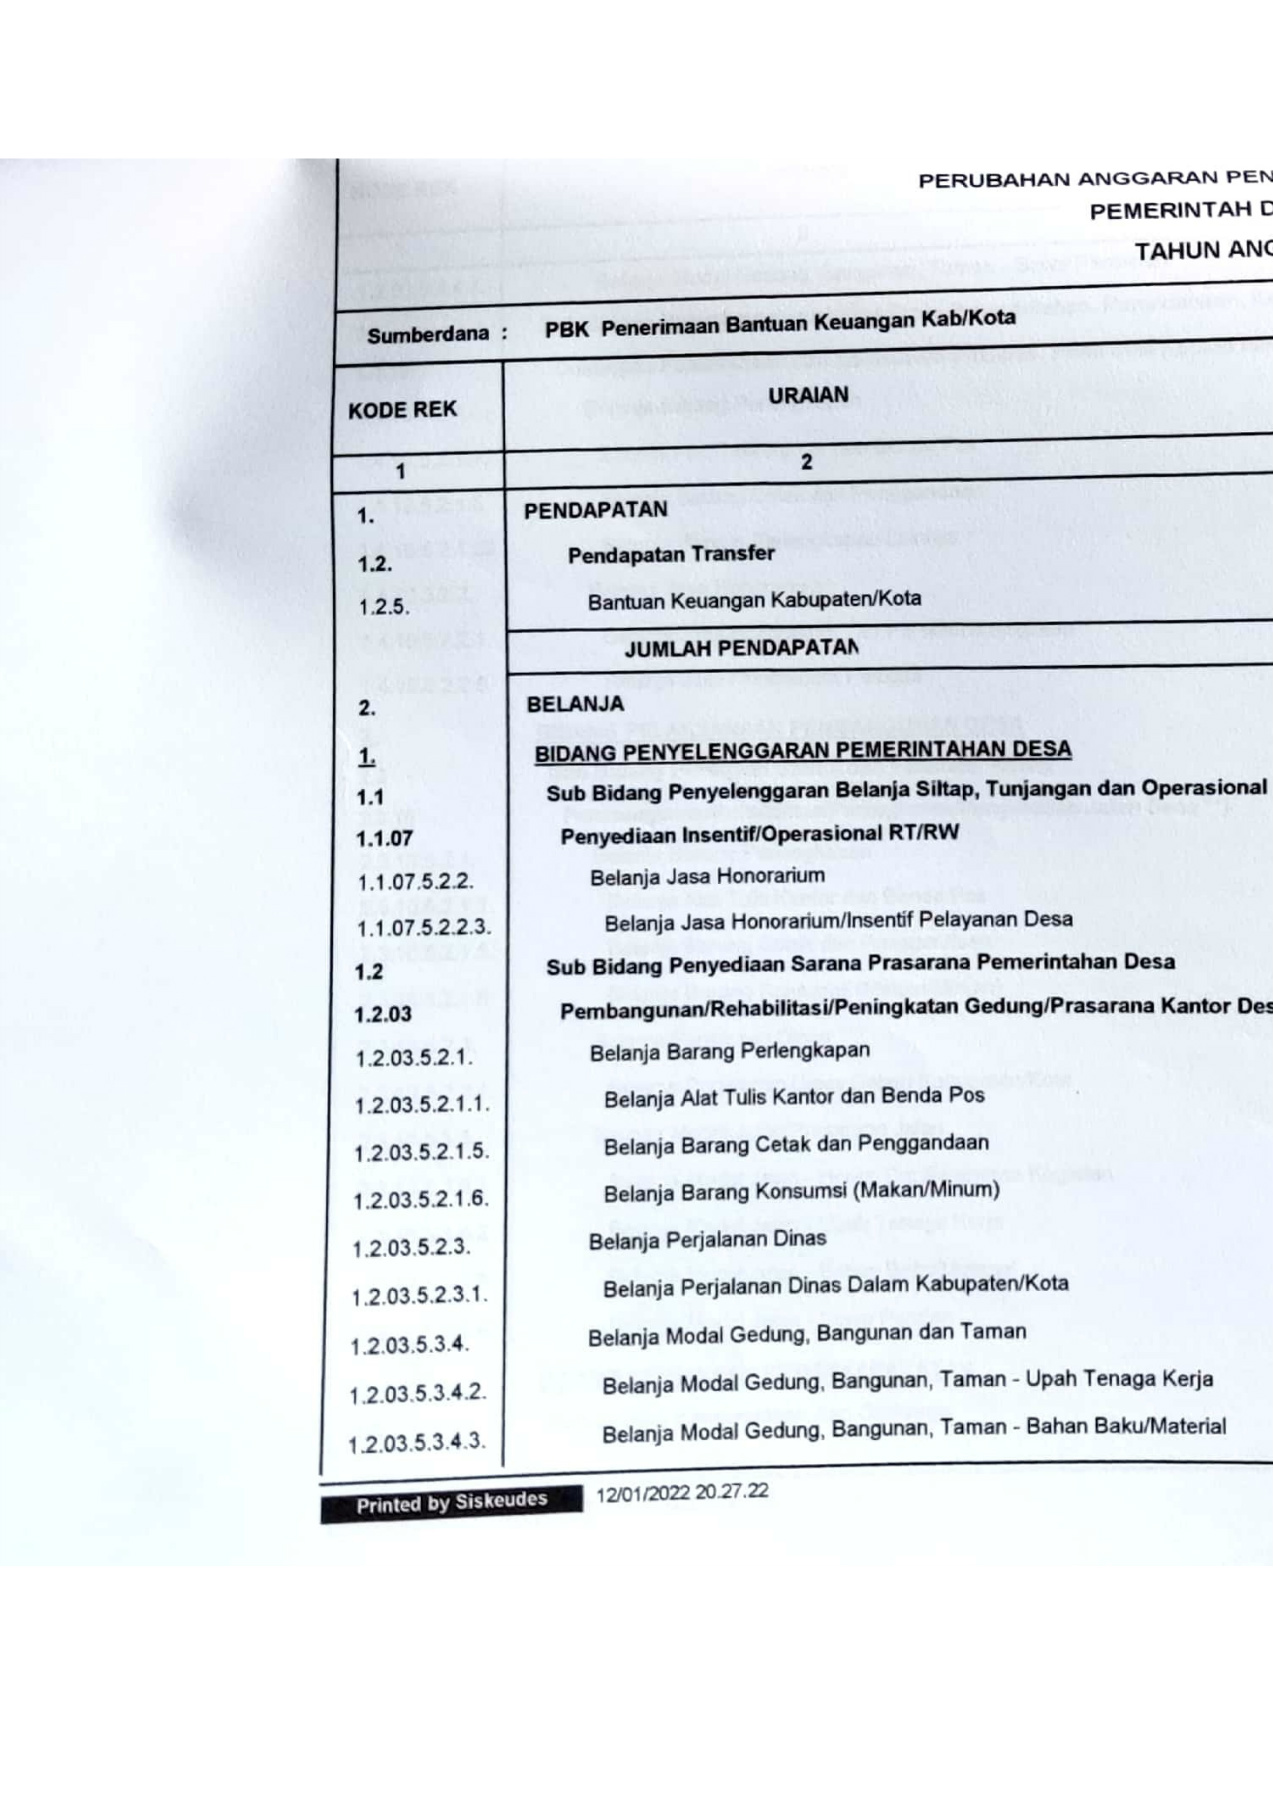 PERUBAHAN ANGGARAN PEN
PEMERINTAH D
TAHUN ANG
Sumberdana : PBK Penerimaan Bantuan Keuangan Kab/Kota
KODE REK URAIAN
1 2
1. PENDAPATAN
1.2. Pendapatan Transfer
1.2.5. Bantuan Keuangan Kabupaten/Kota
JUMLAH PENDAPATAN
2. BELANJA
1. BIDANG PENYELENGGARAN PEMERINTAHAN DESA
1.1 Sub Bidang Penyelenggaran Belanja Siltap, Tunjangan dan Operasional
1.1.07 Penyediaan Insentif/Operasional RT/RW
1.1.07.5.2.2. Belanja Jasa Honorarium
1.1.07.5.2.2.3. Belanja Jasa Honorarium/Insentif Pelayanan Desa
1.2 Sub Bidang Penyediaan Sarana Prasarana Pemerintahan Desa
1.2.03 Pembangunan/Rehabilitasi/Peningkatan Gedung/Prasarana Kantor Des
1.2.03.5.2.1. Belanja Barang Perlengkapan
1.2.03.5.2.1.1. Belanja Alat Tulis Kantor dan Benda Pos
1.2.03.5.2.1.5. Belanja Barang Cetak dan Penggandaan
1.2.03.5.2.1.6. Belanja Barang Konsumsi (Makan/Minum)
1.2.03.5.2.3. Belanja Perjalanan Dinas
1.2.03.5.2.3.1. Belanja Perjalanan Dinas Dalam Kabupaten/Kota
1.2.03.5.3.4. Belanja Modal Gedung, Bangunan dan Taman
1.2.03.5.3.4.2. Belanja Modal Gedung, Bangunan, Taman - Upah Tenaga Kerja
1.2.03.5.3.4.3. Belanja Modal Gedung, Bangunan, Taman - Bahan Baku/Material
Printed by Siskeudes 12/01/2022 20.27.22